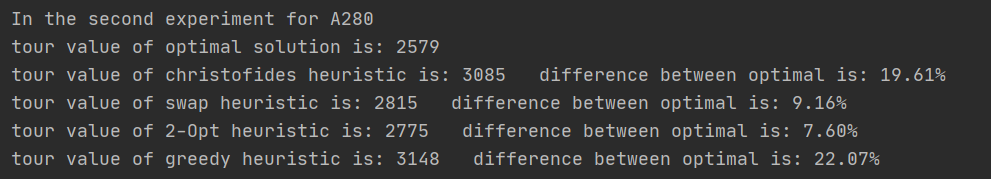 In the second experiment for A280
tour value of optimal solution is: 2579
tour value of christofides heuristic is: 3085   difference between optimal is: 19.61%
tour value of swap heuristic is: 2815   difference between optimal is: 9.16%
tour value of 2-Opt heuristic is: 2775   difference between optimal is: 7.60%
tour value of greedy heuristic is: 3148   difference between optimal is: 22.07%